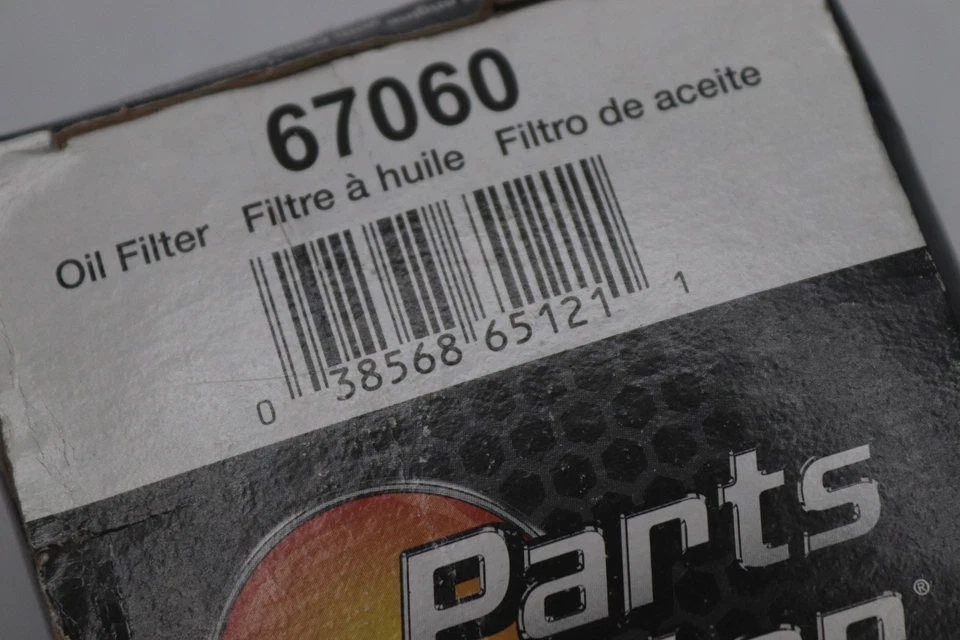 67060
Oil Filter Filtre à huile Filtro de aceite
0 38568 65121 1
Parts
®